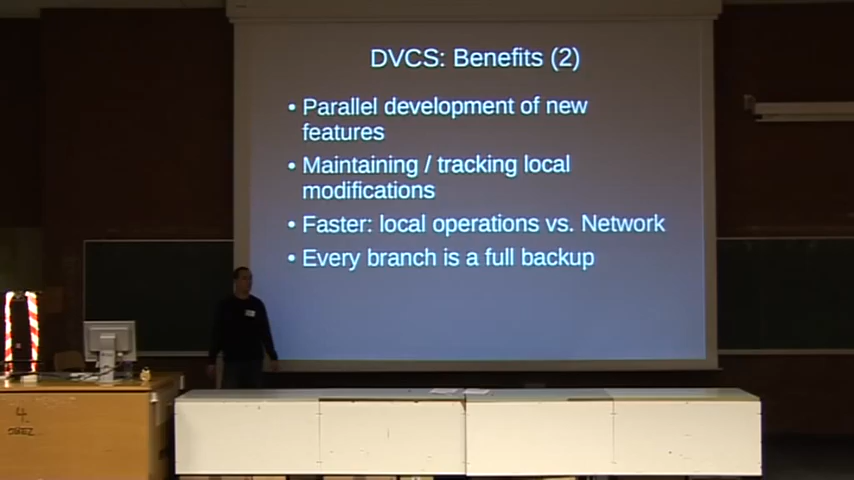 DVCS: Benefits (2)
• Parallel development of new
features
• Maintaining / tracking local
modifications
• Faster: local operations vs. Network
• Every branch is a full backup
4.